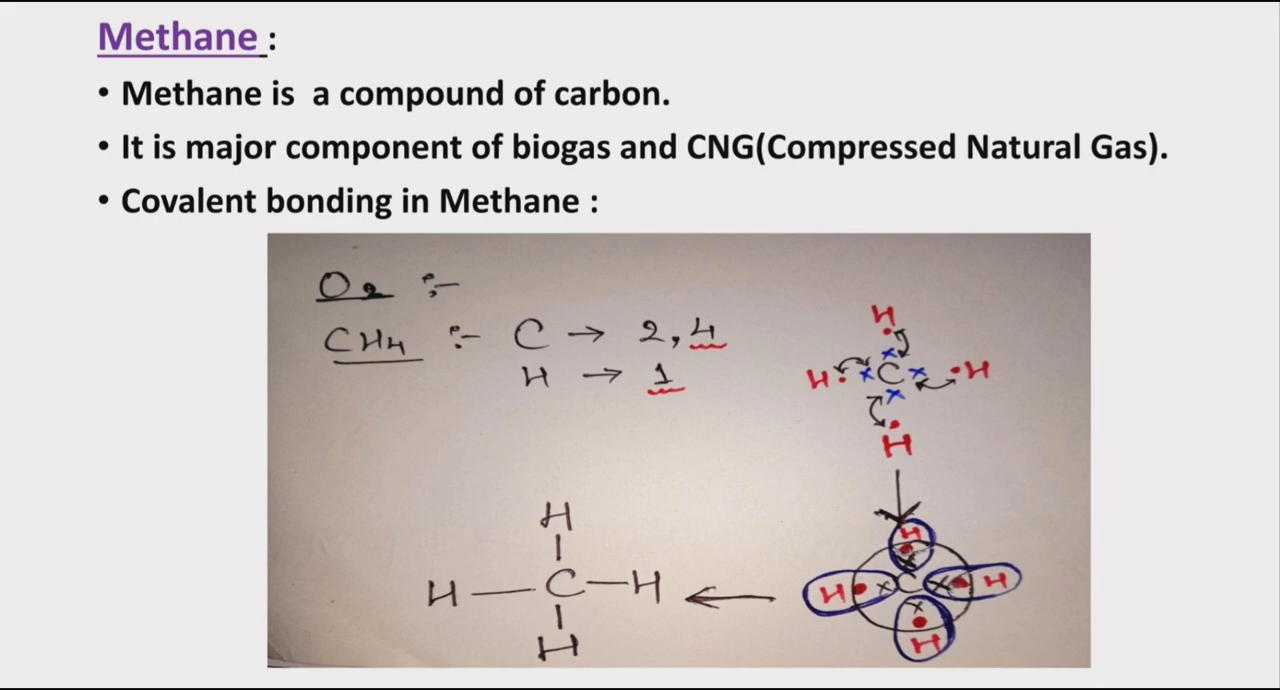 Methane :
• Methane is a compound of carbon.
• It is major component of biogas and CNG(Compressed Natural Gas).
• Covalent bonding in Methane :
O2 :-
CH4 :- C → 2,4
H → 1
H
H C H
H
H
H C H
H
H
H — C — H
H